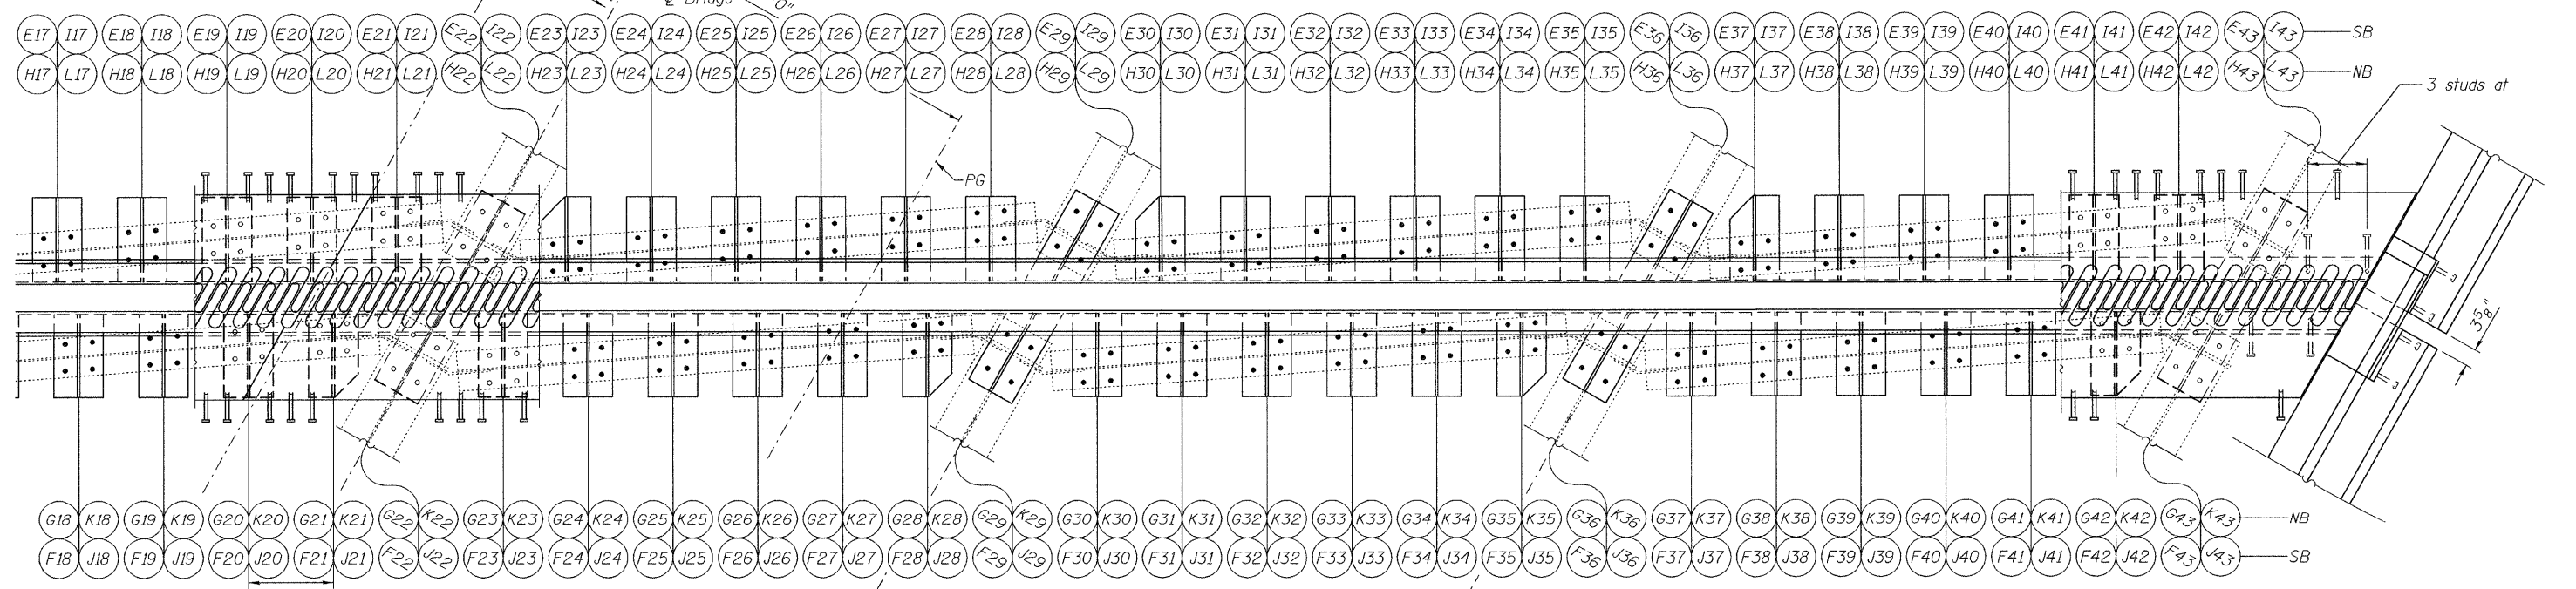 ℄ Bridge 0"
E17 I17 E18 I18 E19 I19 E20 I20 E21 I21 E22 I22 E23 I23 E24 I24 E25 I25 E26 I26 E27 I27 E28 I28 E29 I29 E30 I30 E31 I31 E32 I32 E33 I33 E34 I34 E35 I35 E36 I36 E37 I37 E38 I38 E39 I39 E40 I40 E41 I41 E42 I42 E43 I43 SB
H17 L17 H18 L18 H19 L19 H20 L20 H21 L21 H22 L22 H23 L23 H24 L24 H25 L25 H26 L26 H27 L27 H28 L28 H29 L29 H30 L30 H31 L31 H32 L32 H33 L33 H34 L34 H35 L35 H36 L36 H37 L37 H38 L38 H39 L39 H40 L40 H41 L41 H42 L42 H43 L43 NB
3 studs at
PG
3⅝"
G18 K18 G19 K19 G20 K20 G21 K21 G22 K22 G23 K23 G24 K24 G25 K25 G26 K26 G27 K27 G28 K28 G29 K29 G30 K30 G31 K31 G32 K32 G33 K33 G34 K34 G35 K35 G36 K36 G37 K37 G38 K38 G39 K39 G40 K40 G41 K41 G42 K42 G43 K43 NB
F18 J18 F19 J19 F20 J20 F21 J21 F22 J22 F23 J23 F24 J24 F25 J25 F26 J26 F27 J27 F28 J28 F29 J29 F30 J30 F31 J31 F32 J32 F33 J33 F34 J34 F35 J35 F36 J36 F37 J37 F38 J38 F39 J39 F40 J40 F41 J41 F42 J42 F43 J43 SB